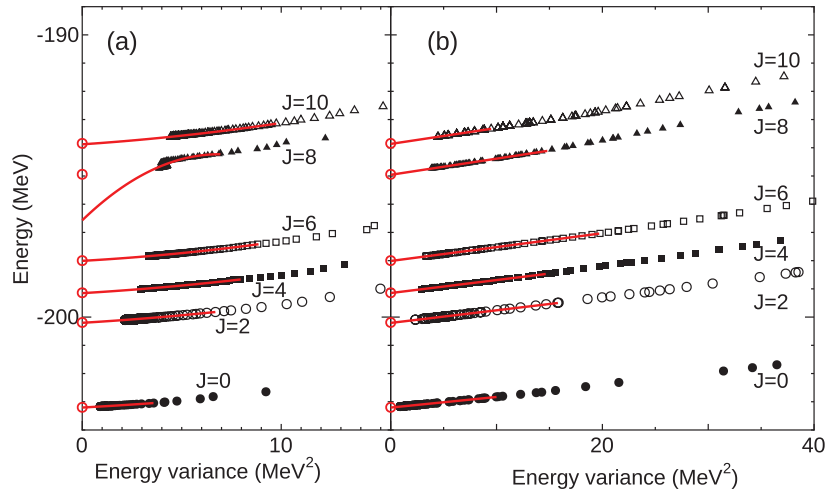 -190
(a)
(b)
J=10
J=10
J=8
J=8
J=6
J=6
J=4
J=4
-200
J=2
J=2
J=0
J=0
Energy (MeV)
0
10
0
20
40
Energy variance (MeV²)
Energy variance (MeV²)